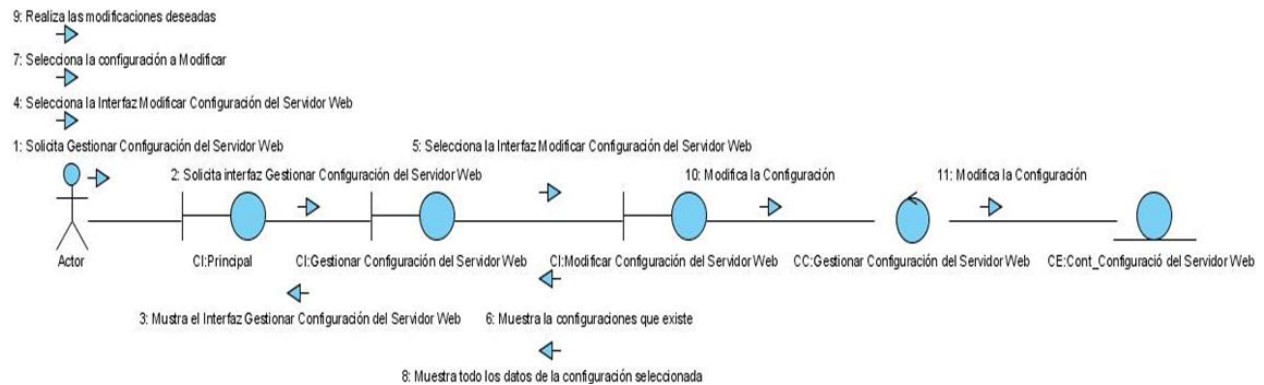 9: Realiza las modificaciones deseadas
7: Selecciona la configuración a Modificar
4: Selecciona la Interfaz Modificar Configuración del Servidor Web
1: Solicita Gestionar Configuración del Servidor Web
5: Selecciona la Interfaz Modificar Configuración del Servidor Web
2: Solicita interfaz Gestionar Configuración del Servidor Web
10: Modifica la Configuración
11: Modifica la Configuración
Actor
CI:Principal
CI:Gestionar Configuración del Servidor Web
CI:Modificar Configuración del Servidor Web
CC:Gestionar Configuración del Servidor Web
CE:Cont_Configuració del Servidor Web
3: Mustra el Interfaz Gestionar Configuración del Servidor Web
6: Muestra la configuraciones que existe
8: Muestra todo los datos de la configuración seleccionada